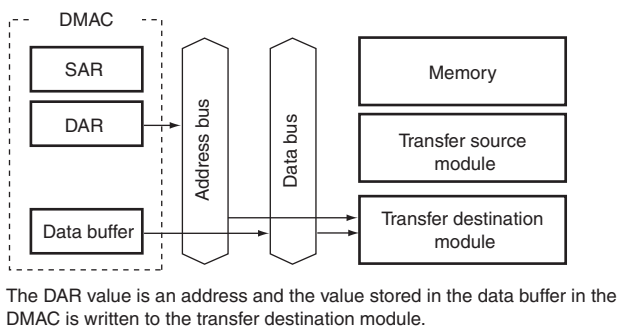 DMAC
SAR
DAR
Data buffer
Address bus
Data bus
Memory
Transfer source
module
Transfer destination
module
The DAR value is an address and the value stored in the data buffer in the
DMAC is written to the transfer destination module.